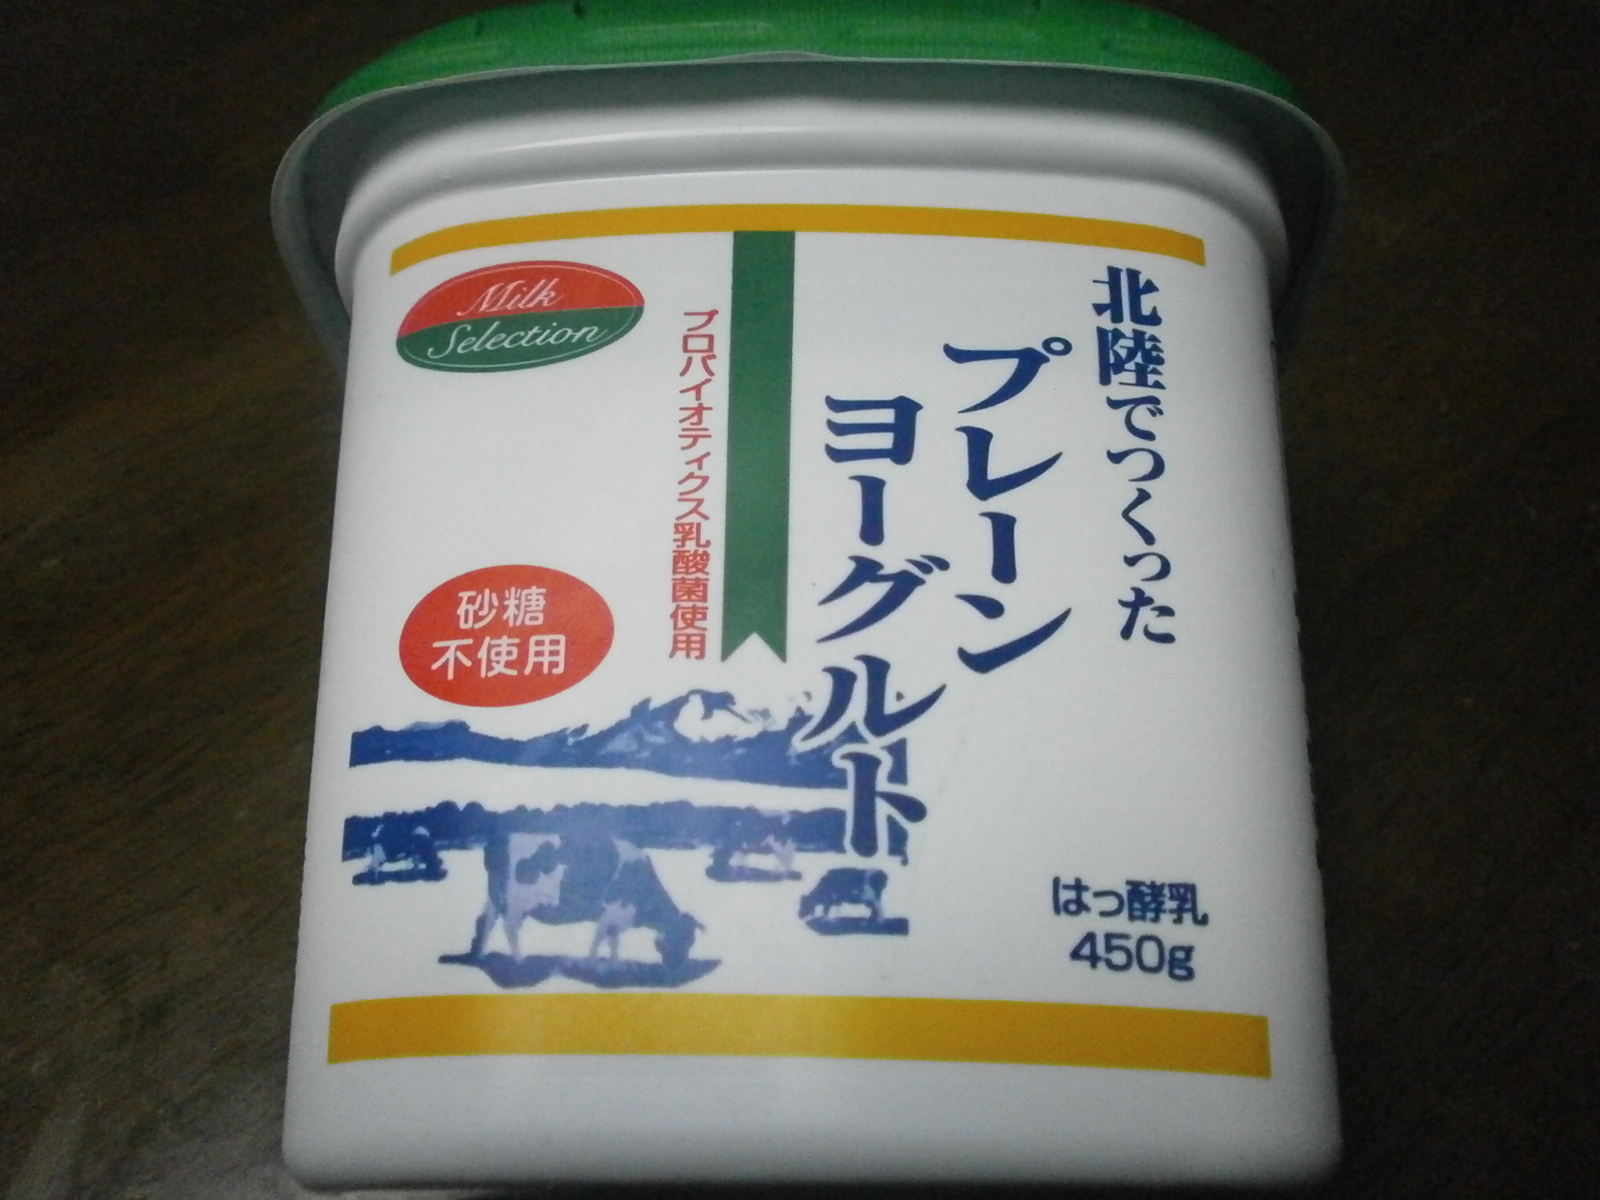 北陸でつくった
プレーン
ヨーグルト
プロバイオティクス乳酸菌使用
Milk
Selection
砂糖
不使用
はっ酵乳
450g